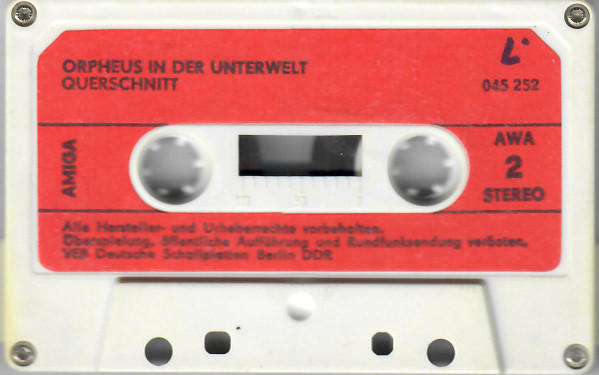 ORPHEUS IN DER UNTERWELT
QUERSCHNITT
045 252
AMIGA
AWA
2
STEREO
Alle Hersteller- und Urheberrechte vorbehalten.
Überspielung, öffentliche Aufführung und Rundfunksendung verboten.
VEB Deutsche Schallplatten Berlin DDR